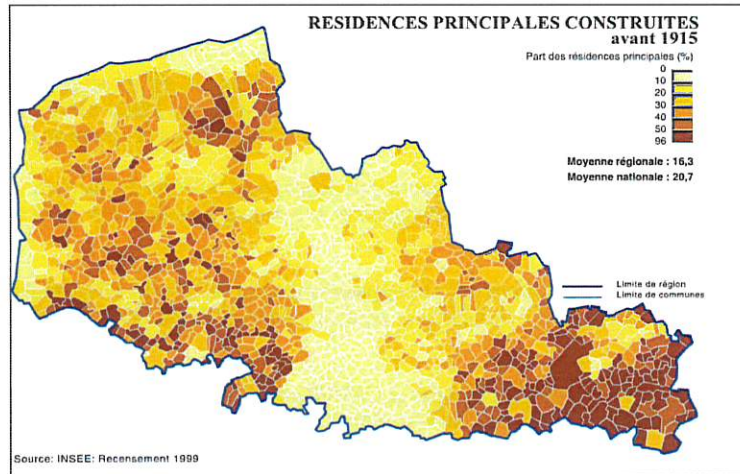 RESIDENCES PRINCIPALES CONSTRUITES
avant 1915
Part des résidences principales (%)
0
10
20
30
40
50
96
Moyenne régionale : 16,3
Moyenne nationale : 20,7
Limite de région
Limite de communes
Source: INSEE: Recensement 1999